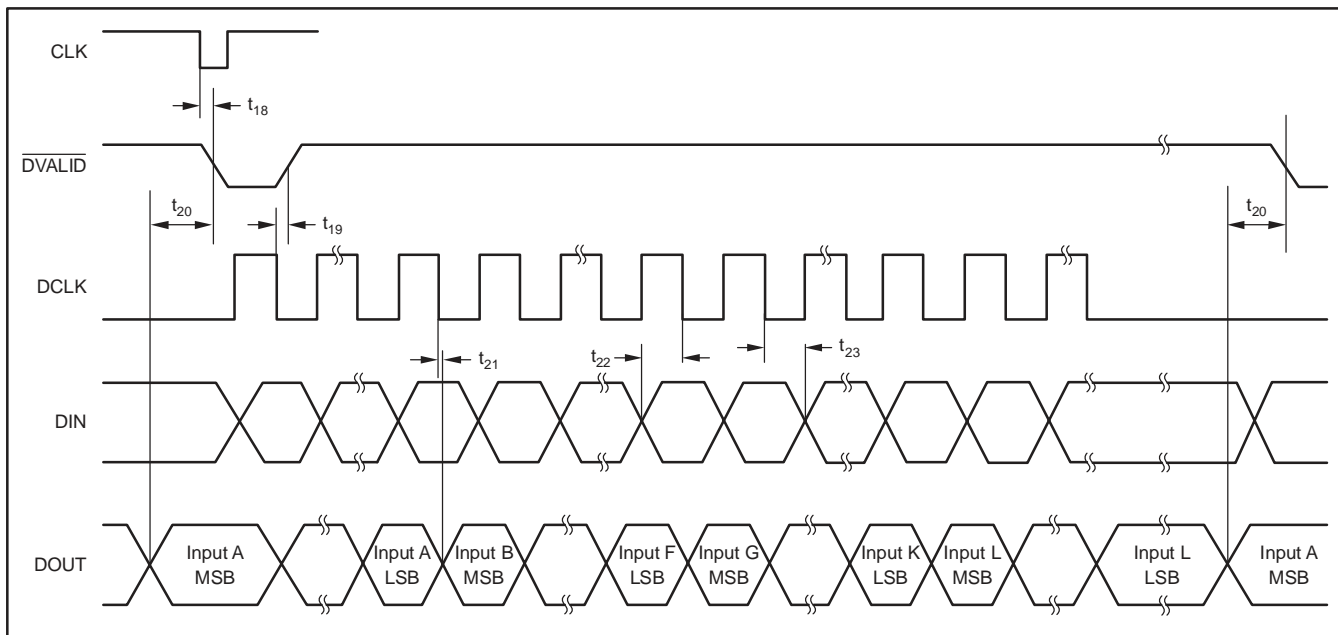 CLK
t18
DVALID
t20
t19
t20
DCLK
t21
t22
t23
DIN
DOUT
Input A
MSB
Input A
LSB
Input B
MSB
Input F
LSB
Input G
MSB
Input K
LSB
Input L
MSB
Input L
LSB
Input A
MSB